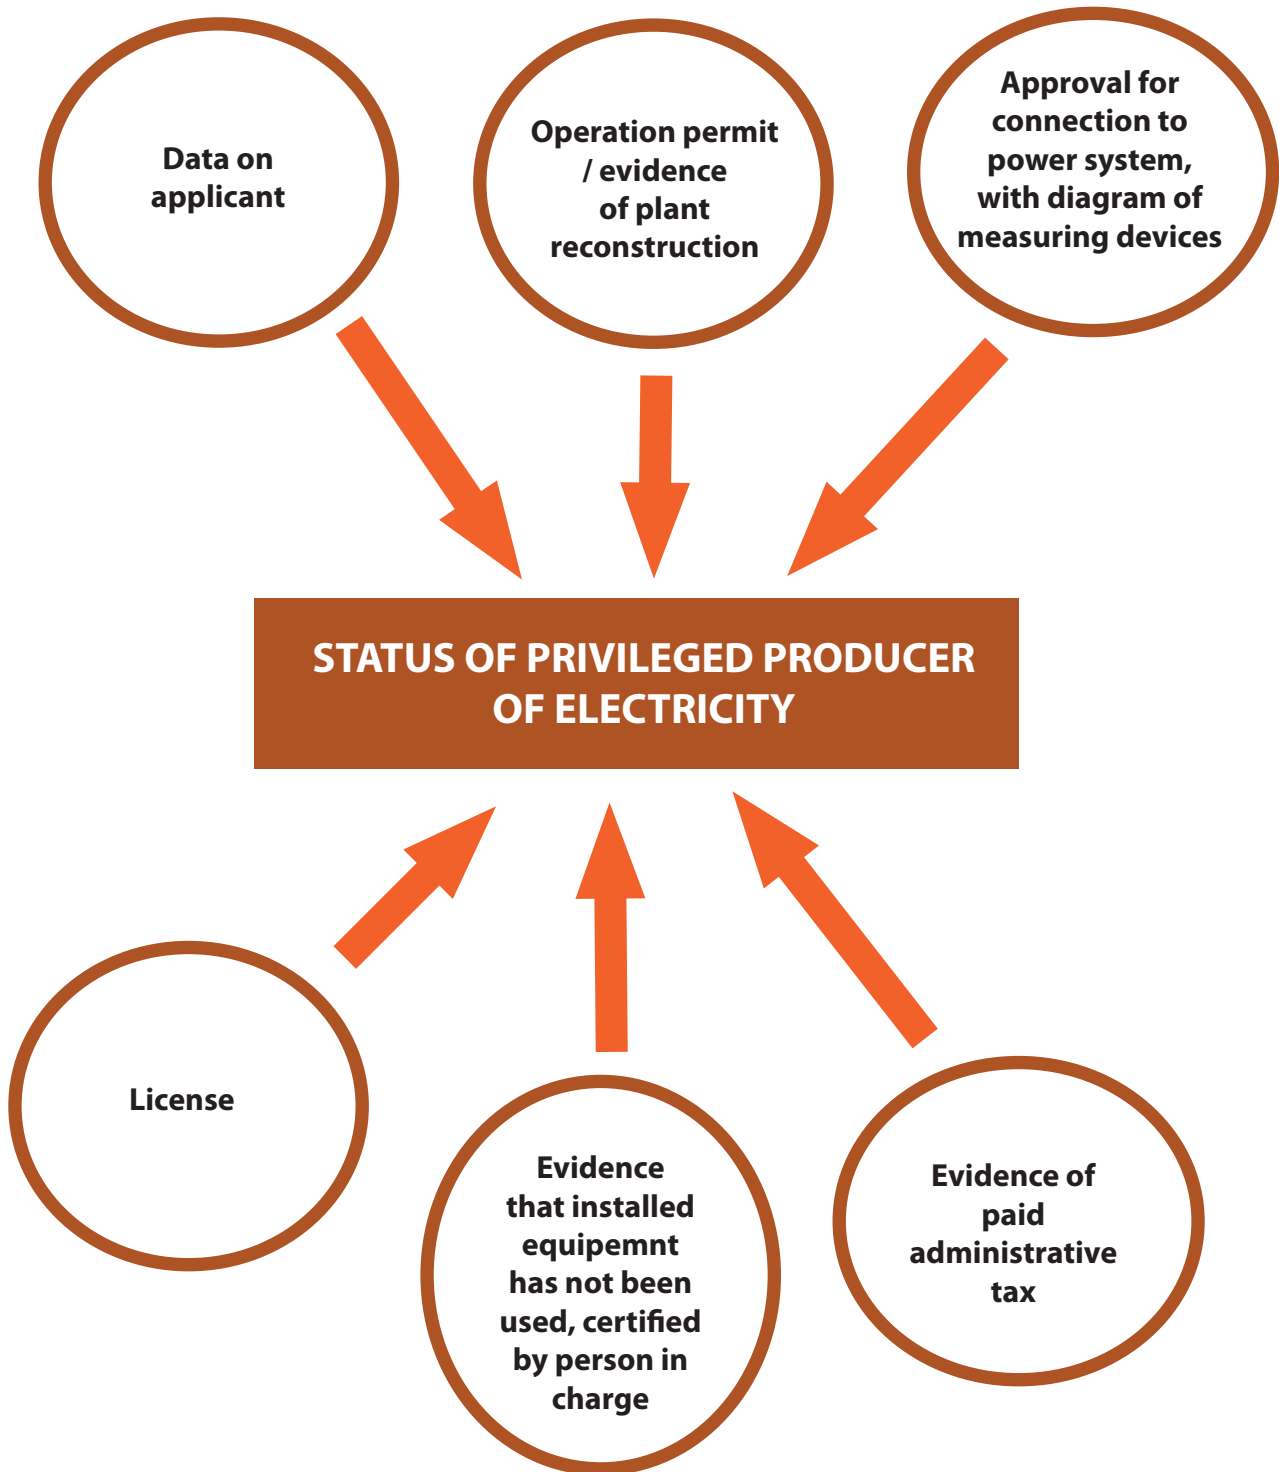 Data on
applicant
Operation permit
/ evidence
of plant
reconstruction
Approval for
connection to
power system,
with diagram of
measuring devices
STATUS OF PRIVILEGED PRODUCER
OF ELECTRICITY
License
Evidence
that installed
equipemnt
has not been
used, certified
by person in
charge
Evidence of
paid
administrative
tax